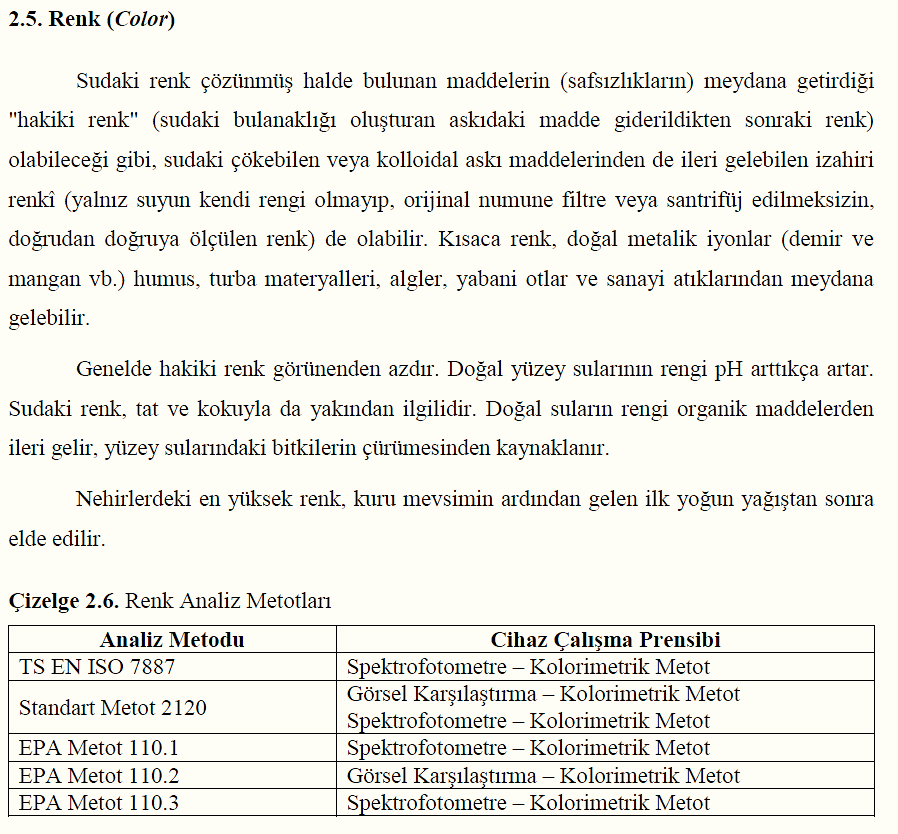 2.5. Renk (Color)
Sudaki renk çözünmüş halde bulunan maddelerin (safsızlıkların) meydana getirdiği
"hakiki renk" (sudaki bulanaklığı oluşturan askıdaki madde giderildikten sonraki renk)
olabileceği gibi, sudaki çökebilen veya kolloidal askı maddelerinden de ileri gelebilen izahiri
renkî (yalnız suyun kendi rengi olmayıp, orijinal numune filtre veya santrifüj edilmeksizin,
doğrudan doğruya ölçülen renk) de olabilir. Kısaca renk, doğal metalik iyonlar (demir ve
mangan vb.) humus, turba materyalleri, algler, yabani otlar ve sanayi atıklarından meydana
gelebilir.
Genelde hakiki renk görünenden azdır. Doğal yüzey sularının rengi pH arttıkça artar.
Sudaki renk, tat ve kokuyla da yakından ilgilidir. Doğal suların rengi organik maddelerden
ileri gelir, yüzey sularındaki bitkilerin çürümesinden kaynaklanır.
Nehirlerdeki en yüksek renk, kuru mevsimin ardından gelen ilk yoğun yağıştan sonra
elde edilir.
Çizelge 2.6. Renk Analiz Metotları
Analiz Metodu Cihaz Çalışma Prensibi
TS EN ISO 7887 Spektrofotometre – Kolorimetrik Metot
Standart Metot 2120 Görsel Karşılaştırma – Kolorimetrik Metot
Spektrofotometre – Kolorimetrik Metot
EPA Metot 110.1 Spektrofotometre – Kolorimetrik Metot
EPA Metot 110.2 Görsel Karşılaştırma – Kolorimetrik Metot
EPA Metot 110.3 Spektrofotometre – Kolorimetrik Metot